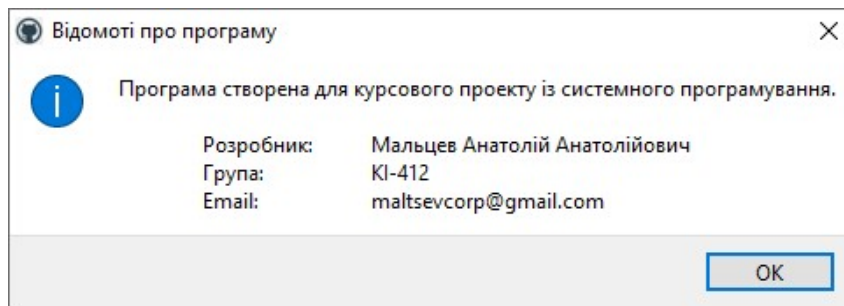 Відомоті про програму
Програма створена для курсового проекту із системного програмування.
Розробник: Мальцев Анатолій Анатолійович
Група: КІ-412
Email: maltsevcorp@gmail.com
OK